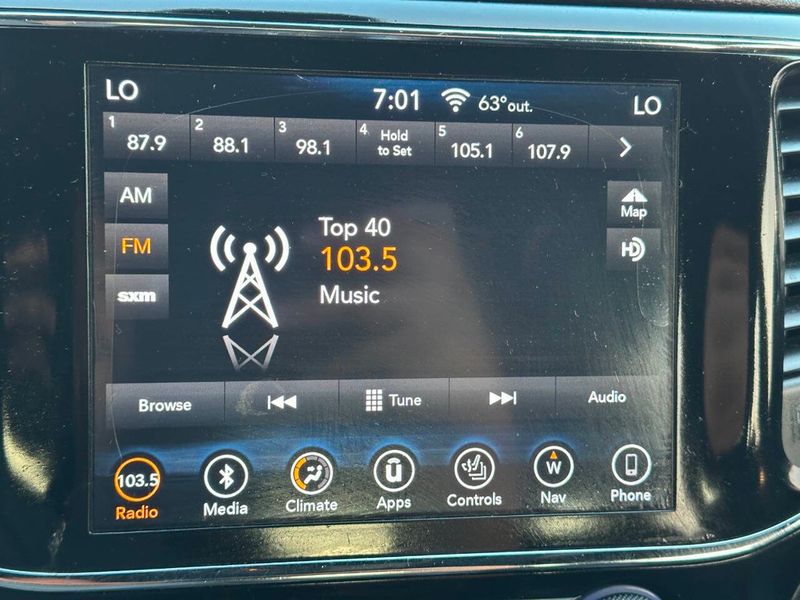 LO 7:01 63° out. LO
1 87.9 2 88.1 3 98.1 4 Hold to Set 5 105.1 6 107.9 >
AM
Map
FM
HD
sxm
Top 40
103.5
Music
Browse Tune Audio
103.5 ū W
Radio Media Climate Apps Controls Nav Phone